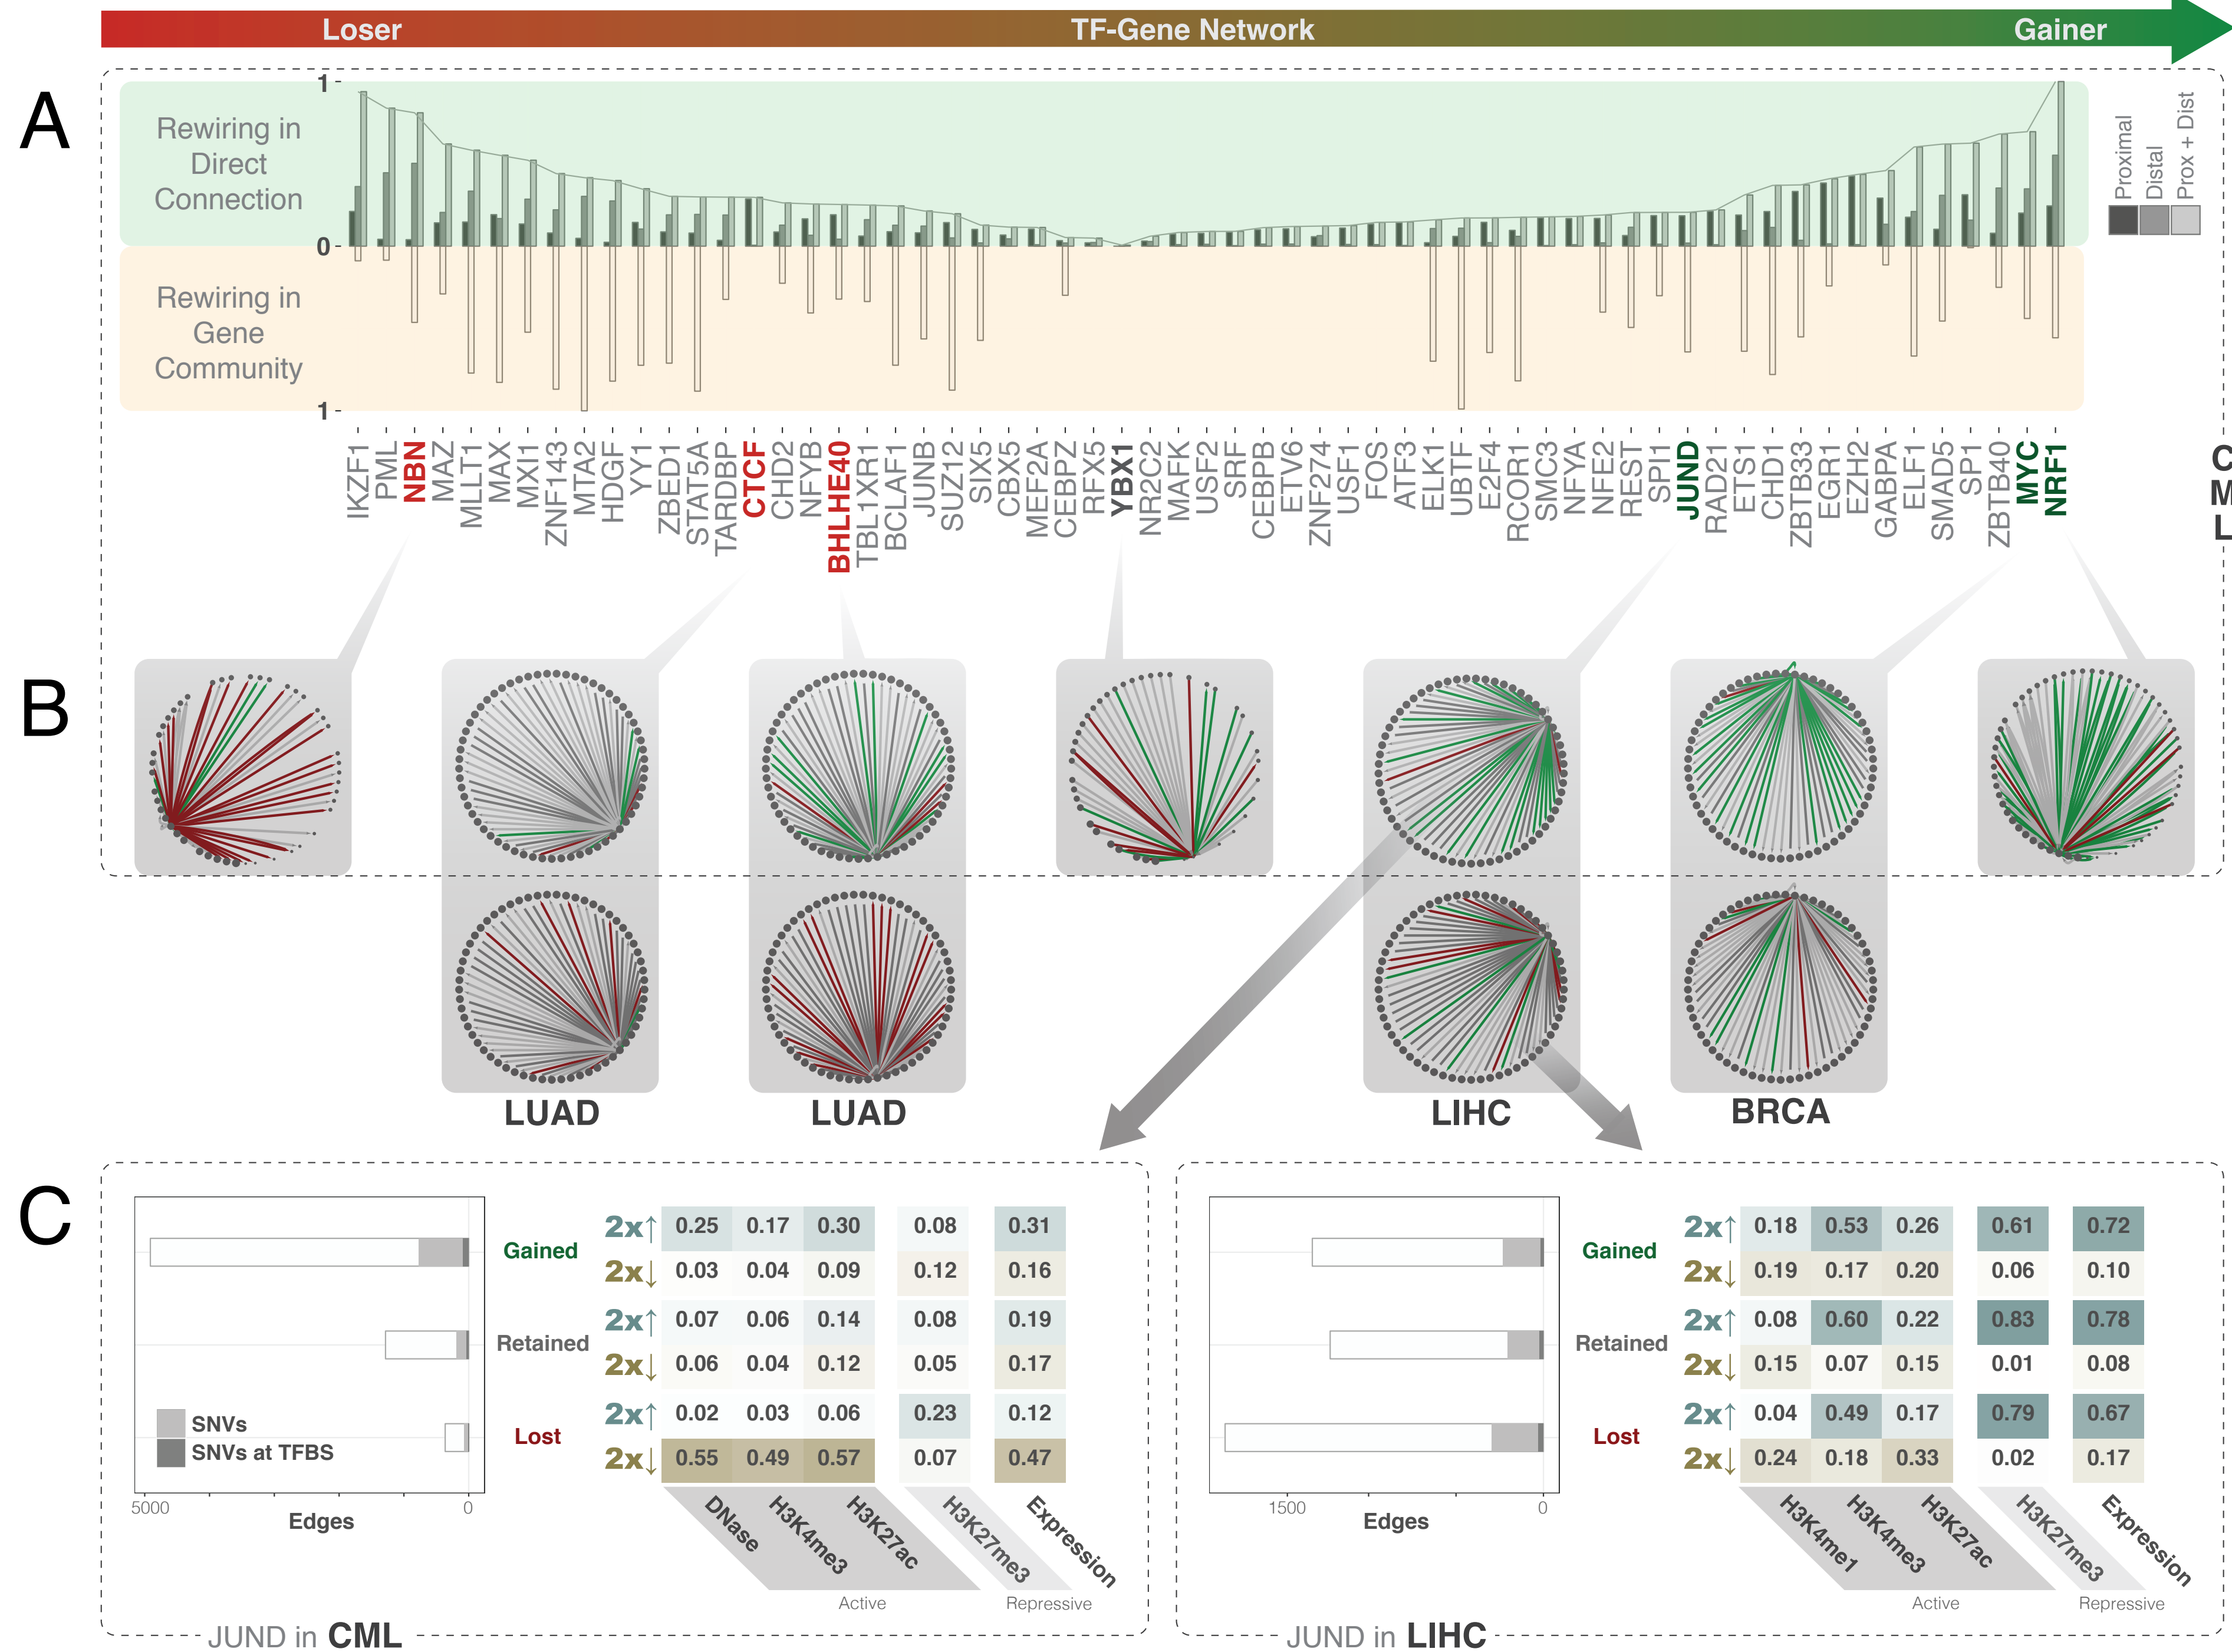 Loser TF-Gene Network Gainer
A
1
Rewiring in
Direct
Connection
0
Rewiring in
Gene
Community
1
Proximal
Distal
Prox + Dist
IKZF1
PML
NBN
MAZ
MLLT1
MAX
MXI1
ZNF143
MTA2
HDGF
YY1
ZBED1
STAT5A
TARDBP
CTCF
CHD2
NFYB
BHLHE40
TBL1XR1
BCLAF1
JUNB
SUZ12
SIX5
CBX5
MEF2A
CEBPZ
RFX5
YBX1
NR2C2
MAFK
USF2
SRF
CEBPB
ETV6
ZNF274
USF1
FOS
ATF3
ELK1
UBTF
E2F4
RCOR1
SMC3
NFYA
NFE2
REST
SPI1
JUND
RAD21
ETS1
CHD1
ZBTB33
EGR1
EZH2
GABPA
ELF1
SMAD5
SP1
ZBTB40
MYC
NRF1
C
M
L
B
LUAD
LUAD
LIHC
BRCA
C
Gained
Retained
Lost
SNVs
SNVs at TFBS
5000 0
Edges
2x↑ 0.25 0.17 0.30 0.08 0.31
2x↓ 0.03 0.04 0.09 0.12 0.16
2x↑ 0.07 0.06 0.14 0.08 0.19
2x↓ 0.06 0.04 0.12 0.05 0.17
2x↑ 0.02 0.03 0.06 0.23 0.12
2x↓ 0.55 0.49 0.57 0.07 0.47
DNase
H3K4me3
H3K27ac
H3K27me3
Expression
Active
Repressive
JUND in CML
Gained
Retained
Lost
1500 0
Edges
2x↑ 0.18 0.53 0.26 0.61 0.72
2x↓ 0.19 0.17 0.20 0.06 0.10
2x↑ 0.08 0.60 0.22 0.83 0.78
2x↓ 0.15 0.07 0.15 0.01 0.08
2x↑ 0.04 0.49 0.17 0.79 0.67
2x↓ 0.24 0.18 0.33 0.02 0.17
H3K4me1
H3K4me3
H3K27ac
H3K27me3
Expression
Active
Repressive
JUND in LIHC